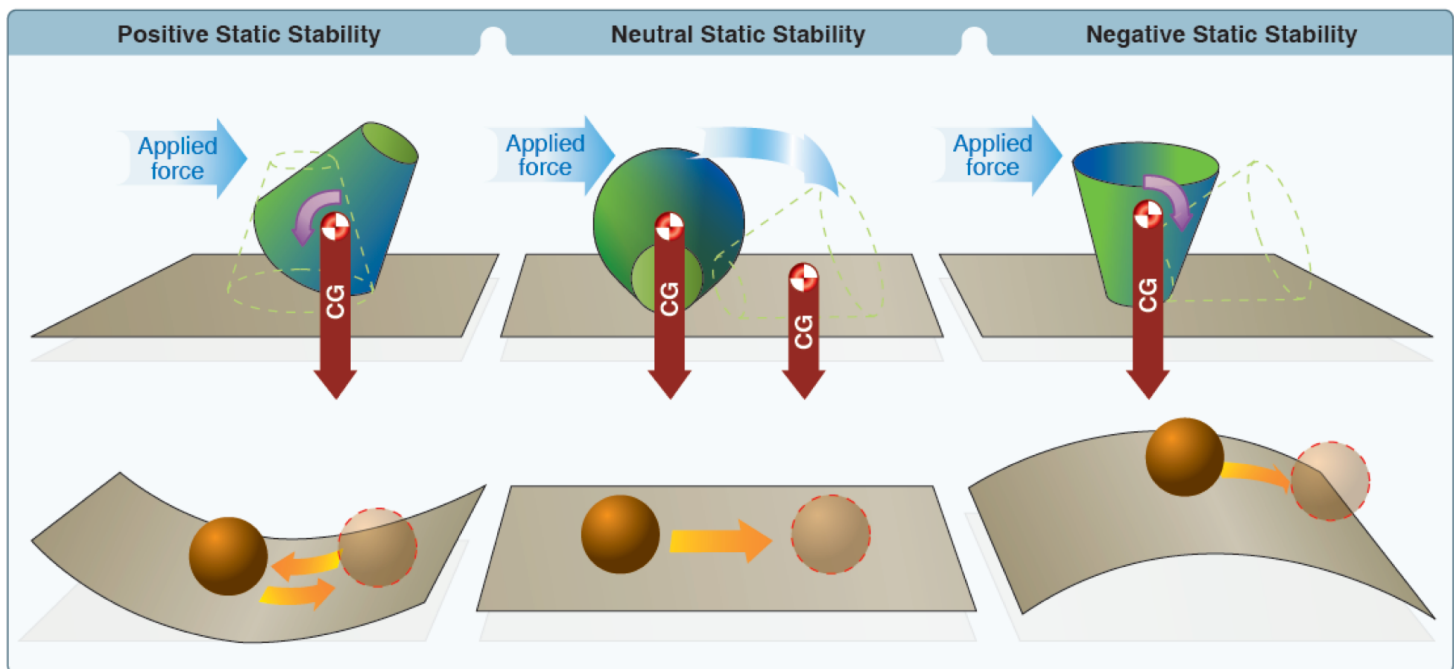 Positive Static Stability
Neutral Static Stability
Negative Static Stability
Applied
force
Applied
force
Applied
force
CG
CG
CG
CG